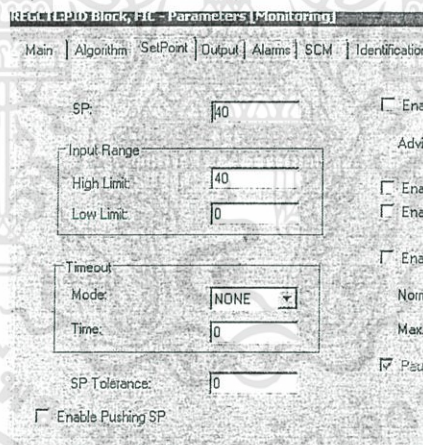 REGCTL:PID Block, FIC - Parameters [Monitoring]
Main Algorithm SetPoint Output Alarms SCM Identification
SP: 40 Ena
Advi
Input Range
High Limit: 40 Ena
Low Limit: 0 Ena
Timeout Ena
Mode: NONE Norm
Time: 0 Max.
Pau
SP Tolerance: 0
Enable Pushing SP